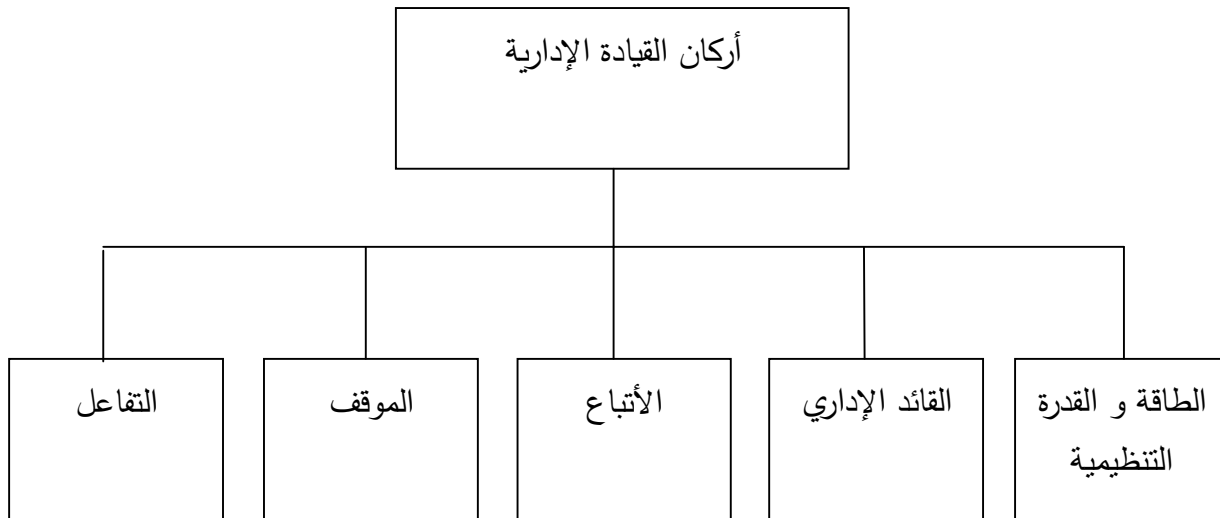 أركان القيادة الإدارية
الطاقة و القدرة
التنظيمية
القائد الإداري
الأتباع
الموقف
التفاعل